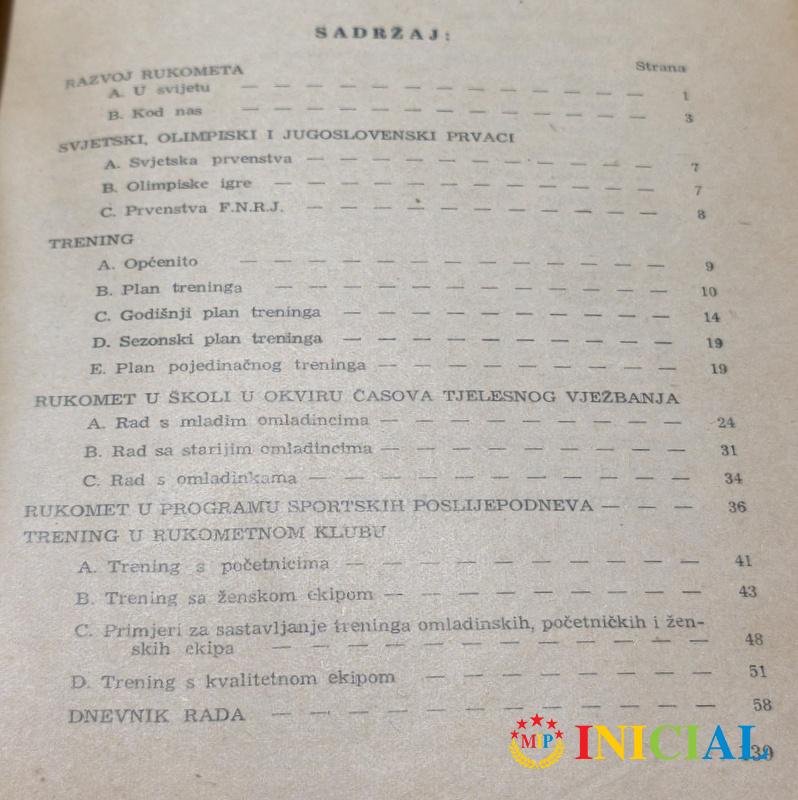 SADRŽAJ:
Strana
RAZVOJ RUKOMETA
A. U svijetu — — — — — — — — — — — — — — — — 1
B. Kod nas — — — — — — — — — — — — — — — — 3
SVJETSKI, OLIMPISKI I JUGOSLOVENSKI PRVACI
A. Svjetska prvenstva — — — — — — — — — — — — — 7
B. Olimpiske igre — — — — — — — — — — — — — — 7
C. Prvenstva F.N.R.J. — — — — — — — — — — — — — 8
TRENING
A. Općenito — — — — — — — — — — — — — — — 9
B. Plan treninga — — — — — — — — — — — — — 10
C. Godišnji plan treninga — — — — — — — — — — — 14
D. Sezonski plan treninga — — — — — — — — — — — 19
E. Plan pojedinačnog treninga — — — — — — — — — — 19
RUKOMET U ŠKOLI U OKVIRU ČASOVA TJELESNOG VJEŽBANJA
A. Rad s mlađim omladincima — — — — — — — — — 24
B. Rad sa starijim omladincima — — — — — — — — — 31
C. Rad s omladinkama — — — — — — — — — — — 34
RUKOMET U PROGRAMU SPORTSKIH POSLIJEPODNEVA — — — 36
TRENING U RUKOMETNOM KLUBU
A. Trening s početnicima — — — — — — — — — — 41
B. Trening sa ženskom ekipom — — — — — — — — 43
C. Primjeri za sastavljanje treninga omladinskih, početničkih i žen-
skih ekipa — — — — — — — — — — — — 48
D. Trening s kvalitetnom ekipom — — — — — — — 51
DNEVNIK RADA — — — — — — — — — — — — 58
MIP INICIAL
139